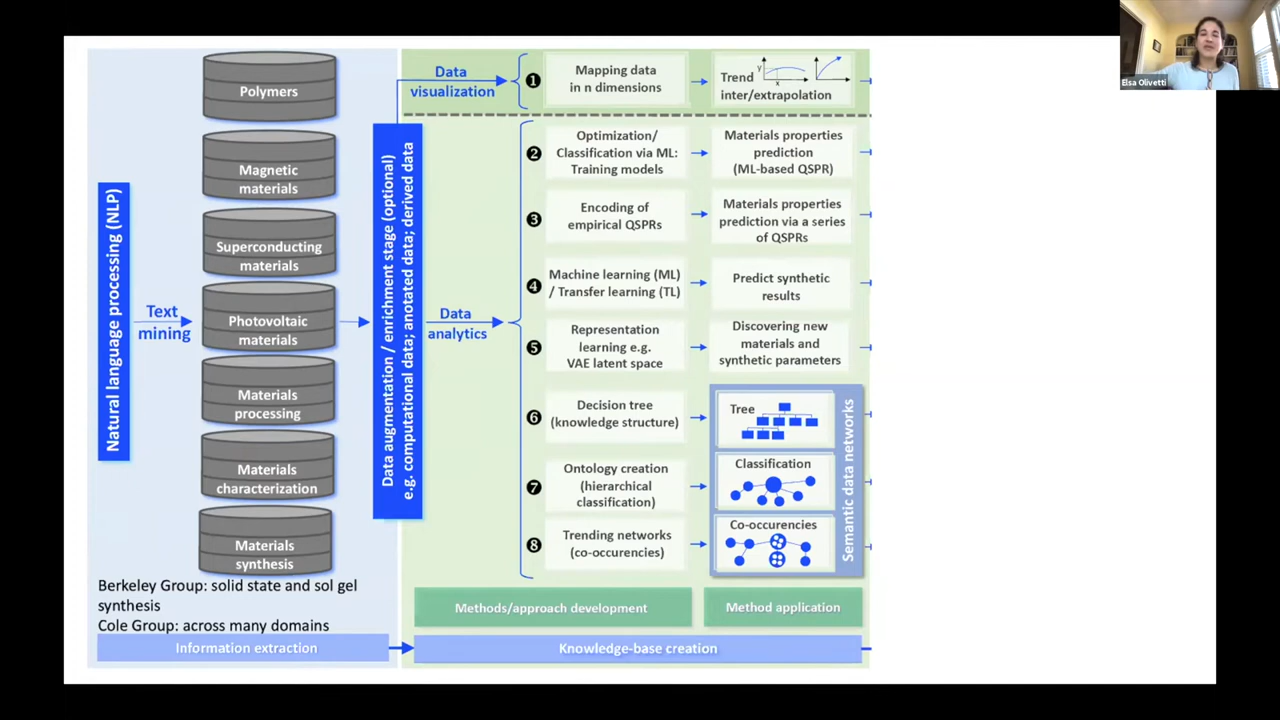 Elsa Olivetti
Natural language processing (NLP)
Text
mining
Polymers
Magnetic
materials
Superconducting
materials
Photovoltaic
materials
Materials
processing
Materials
characterization
Materials
synthesis
Berkeley Group: solid state and sol gel
synthesis
Cole Group: across many domains
Information extraction
Data augmentation / enrichment stage (optional)
e.g. computational data; anotated data; derived data
Data
visualization
Data
analytics
1
Mapping data
in n dimensions
Trend
y
x
inter/extrapolation
2
Optimization/
Classification via ML:
Training models
Materials properties
prediction
(ML-based QSPR)
3
Encoding of
empirical QSPRs
Materials properties
prediction via a series
of QSPRs
4
Machine learning (ML)
/ Transfer learning (TL)
Predict synthetic
results
5
Representation
learning e.g.
VAE latent space
Discovering new
materials and
synthetic parameters
6
Decision tree
(knowledge structure)
Tree
7
Ontology creation
(hierarchical
classification)
Classification
8
Trending networks
(co-occurencies)
Co-occurencies
Semantic data networks
Methods/approach development
Method application
Knowledge-base creation